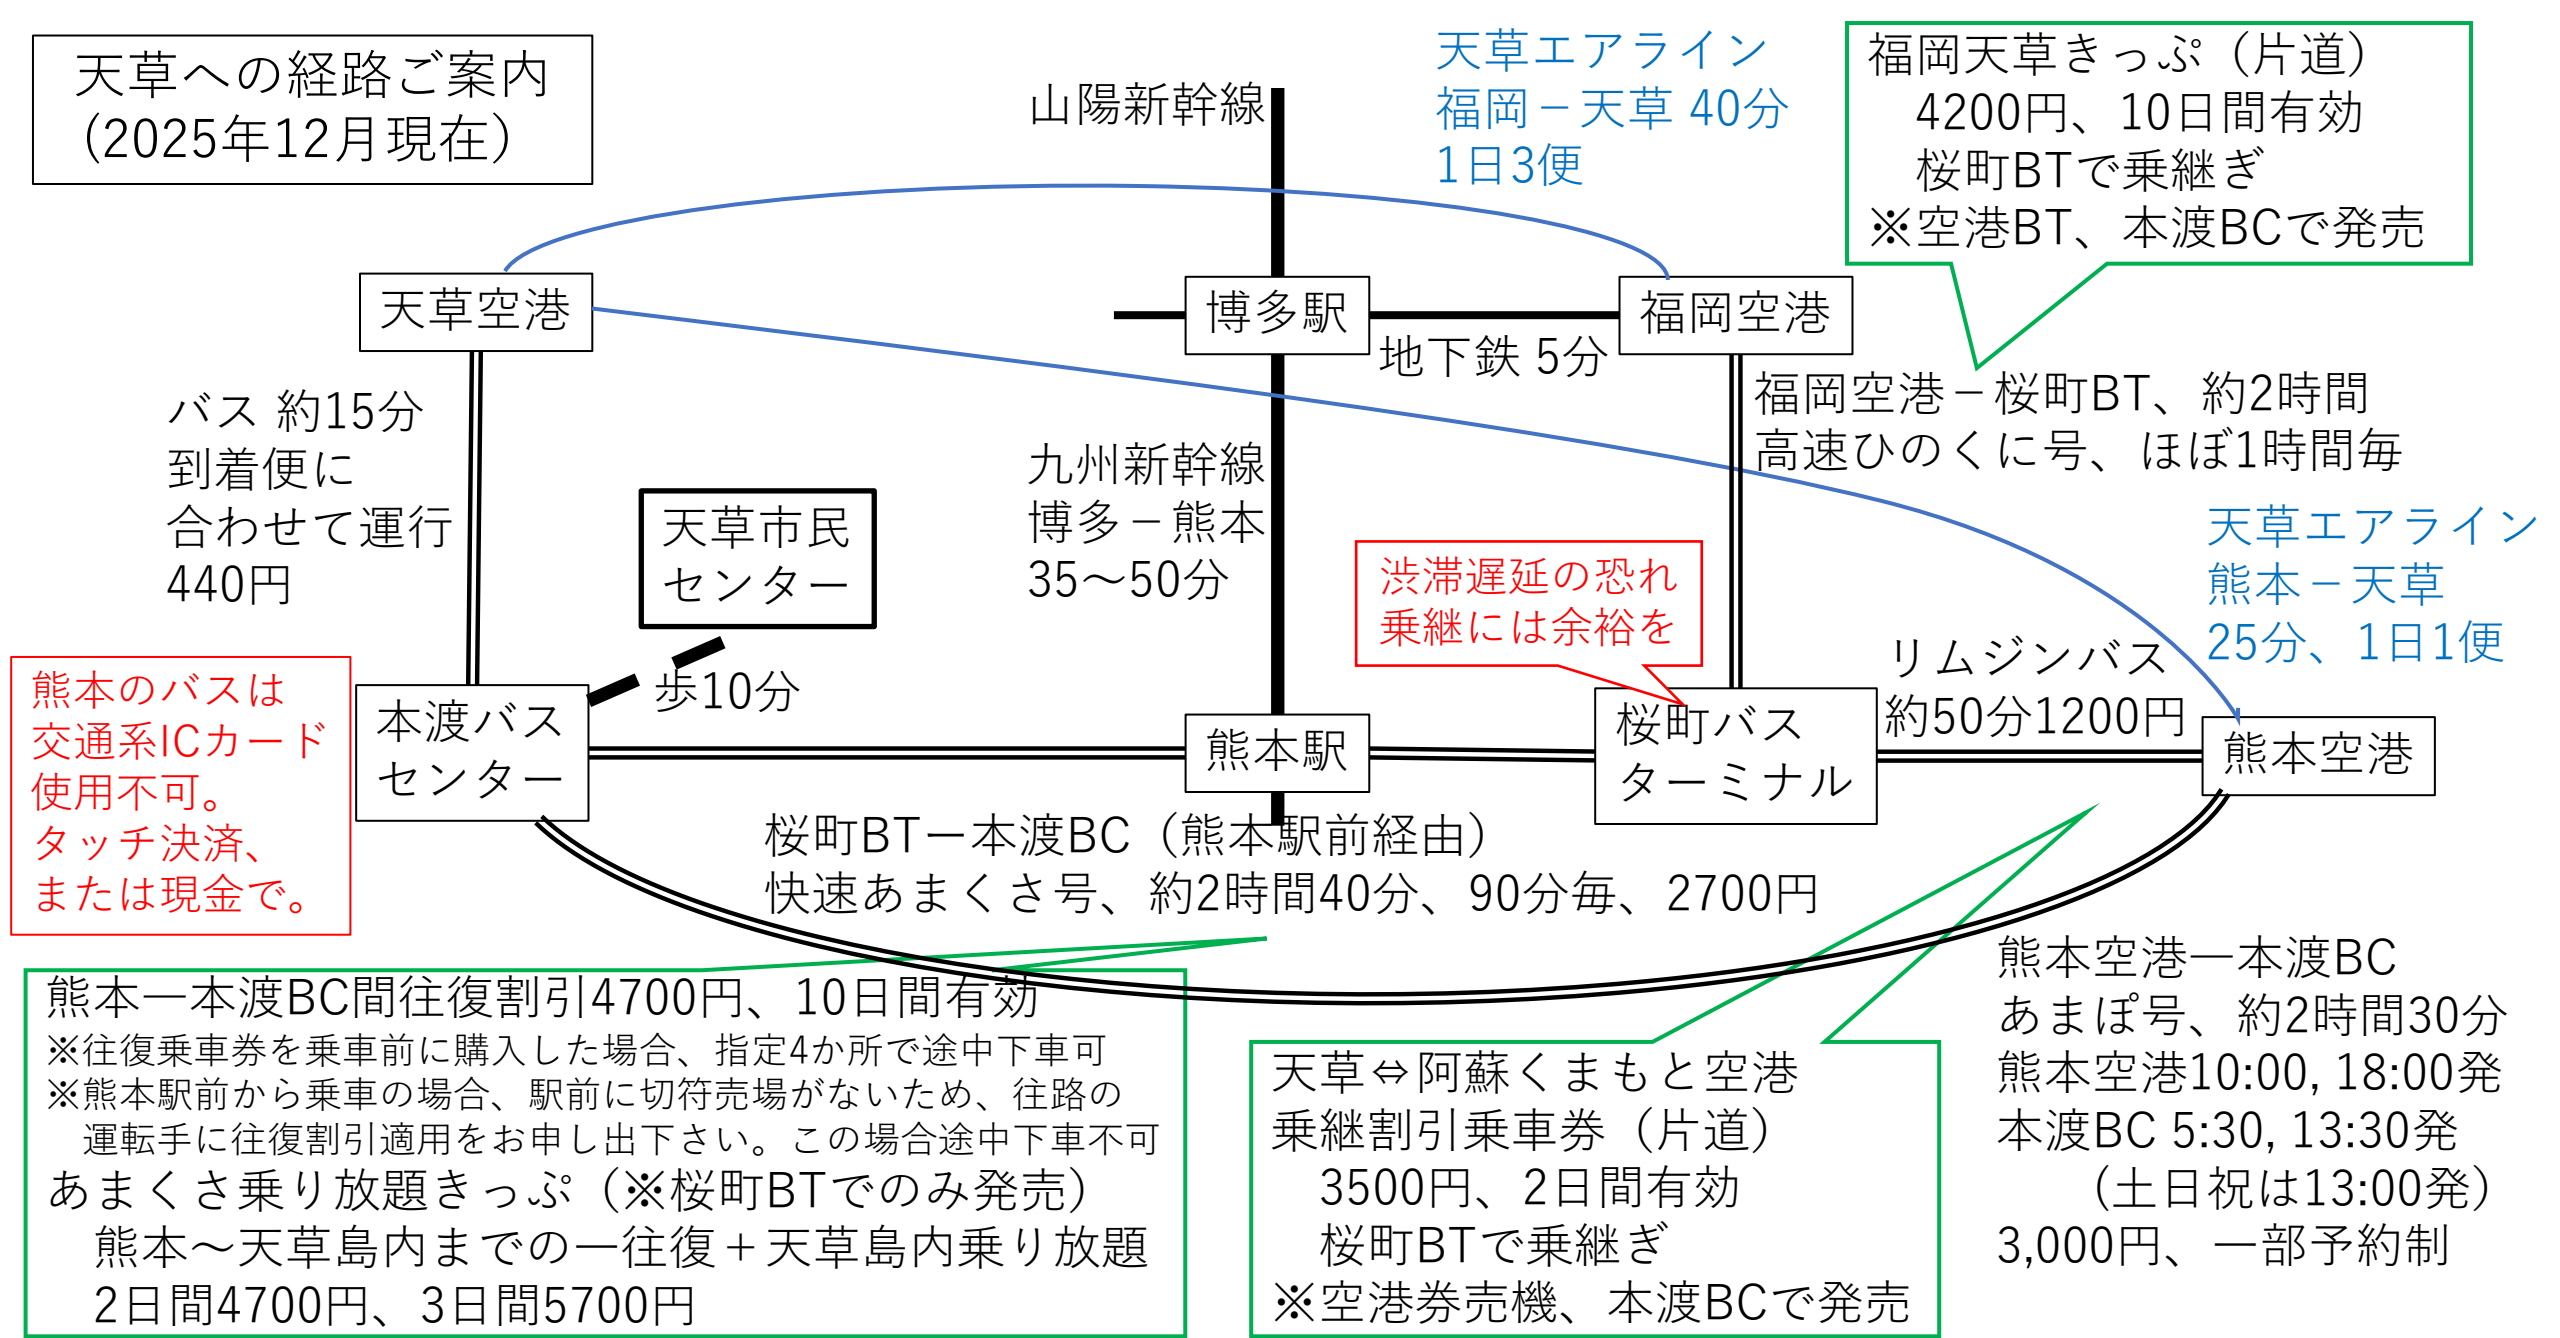 天草への経路ご案内
(2025年12月現在)
山陽新幹線
天草エアライン
福岡－天草 40分
1日3便
福岡天草きっぷ（片道）
4200円、10日間有効
桜町BTで乗継ぎ
※空港BT、本渡BCで発売
天草空港
博多駅
福岡空港
地下鉄 5分
バス 約15分
到着便に
合わせて運行
440円
福岡空港－桜町BT、約2時間
高速ひのくに号、ほぼ1時間毎
天草市民
センター
九州新幹線
博多－熊本
35～50分
渋滞遅延の恐れ
乗継には余裕を
天草エアライン
熊本－天草
25分、1日1便
歩10分
リムジンバス
約50分1200円
熊本のバスは
交通系ICカード
使用不可。
タッチ決済、
または現金で。
本渡バス
センター
熊本駅
桜町バス
ターミナル
熊本空港
桜町BTー本渡BC（熊本駅前経由）
快速あまくさ号、約2時間40分、90分毎、2700円
熊本―本渡BC間往復割引4700円、10日間有効
※往復乗車券を乗車前に購入した場合、指定4か所で途中下車可
※熊本駅前から乗車の場合、駅前に切符売場がないため、往路の
運転手に往復割引適用をお申し出下さい。この場合途中下車不可
あまくさ乗り放題きっぷ（※桜町BTでのみ発売）
熊本～天草島内までの一往復＋天草島内乗り放題
2日間4700円、3日間5700円
天草⇔阿蘇くまもと空港
乗継割引乗車券（片道）
3500円、2日間有効
桜町BTで乗継ぎ
※空港券売機、本渡BCで発売
熊本空港―本渡BC
あまぽ号、約2時間30分
熊本空港10:00, 18:00発
本渡BC 5:30, 13:30発
（土日祝は13:00発）
3,000円、一部予約制